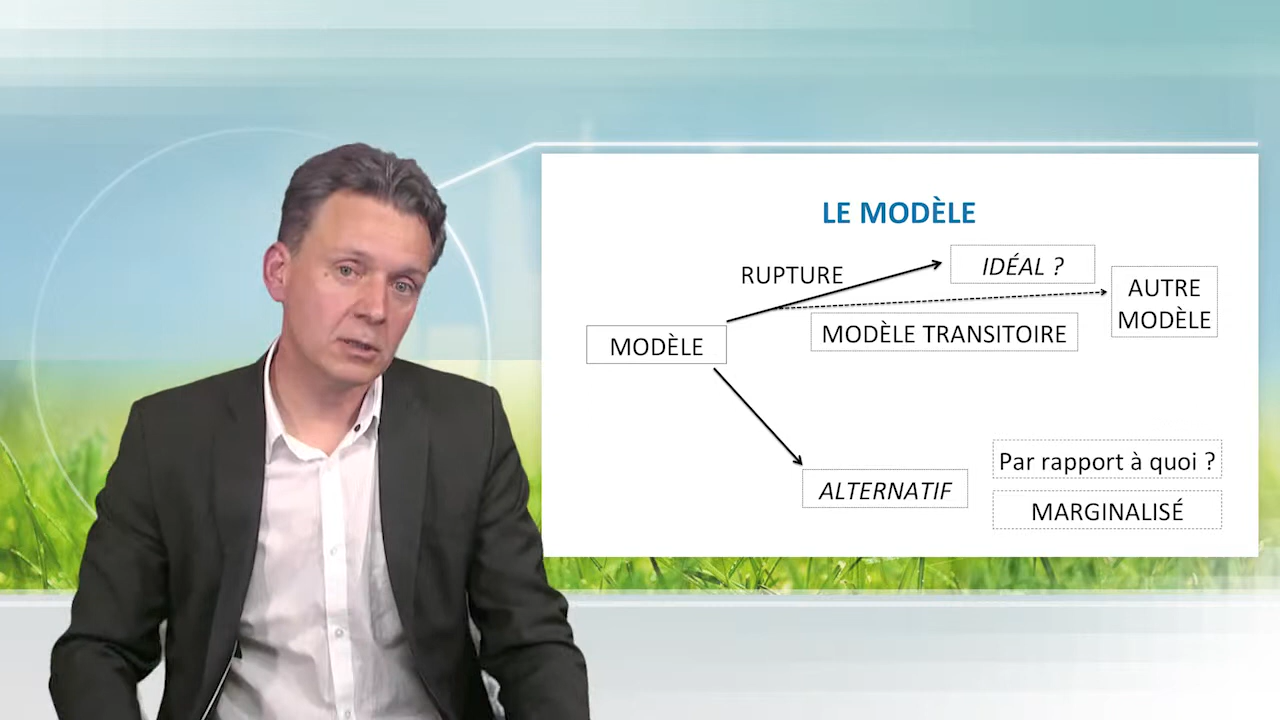 LE MODÈLE
RUPTURE
IDÉAL ?
AUTRE
MODÈLE
MODÈLE TRANSITOIRE
MODÈLE
ALTERNATIF
Par rapport à quoi ?
MARGINALISÉ